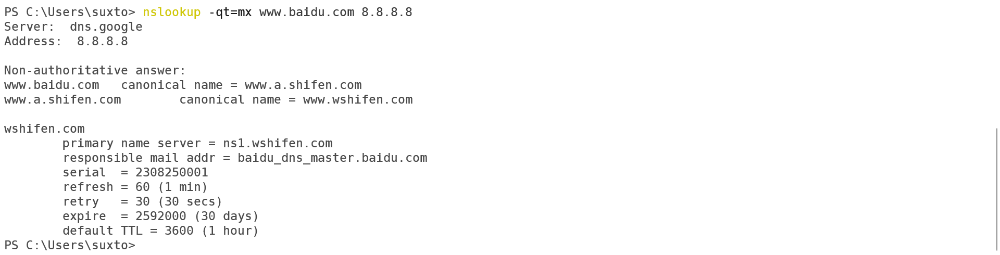 PS C:\Users\suxto> nslookup -qt=mx www.baidu.com 8.8.8.8
Server:  dns.google
Address:  8.8.8.8

Non-authoritative answer:
www.baidu.com   canonical name = www.a.shifen.com
www.a.shifen.com        canonical name = www.wshifen.com

wshifen.com
        primary name server = ns1.wshifen.com
        responsible mail addr = baidu_dns_master.baidu.com
        serial  = 2308250001
        refresh = 60 (1 min)
        retry   = 30 (30 secs)
        expire  = 2592000 (30 days)
        default TTL = 3600 (1 hour)
PS C:\Users\suxto>